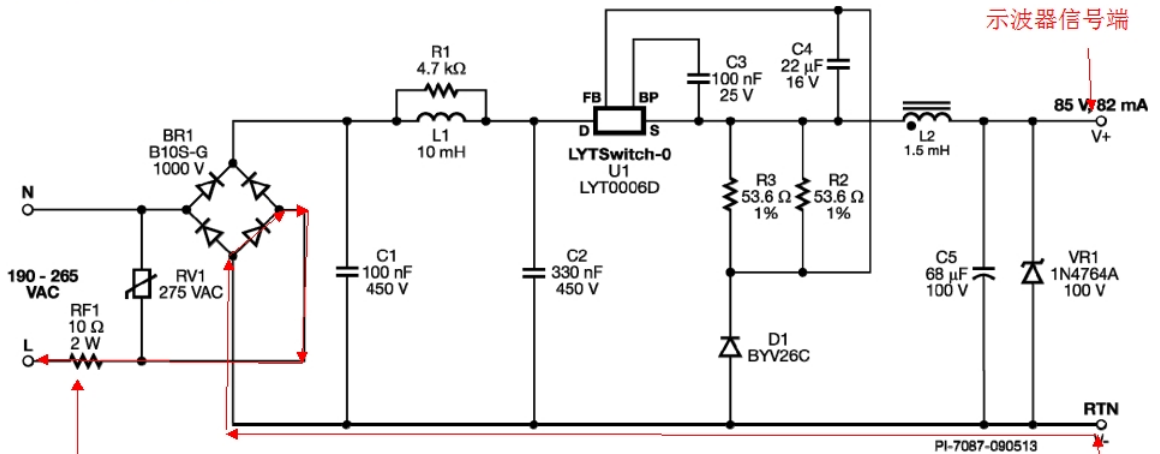 示波器信号端
R1
4.7 kΩ
L1
10 mH
BR1
B10S-G
1000 V
FB
BP
D
S
LYTSwitch-0
U1
LYT0006D
C3
100 nF
25 V
C4
22 µF
16 V
85 V/82 mA
V+
L2
1.5 mH
N
R3
53.6 Ω
1%
R2
53.6 Ω
1%
190 - 265
VAC
RV1
275 VAC
C1
100 nF
450 V
C2
330 nF
450 V
C5
68 µF
100 V
VR1
1N4764A
100 V
RF1
10 Ω
2 W
L
D1
BYV26C
RTN
V-
PI-7087-090513